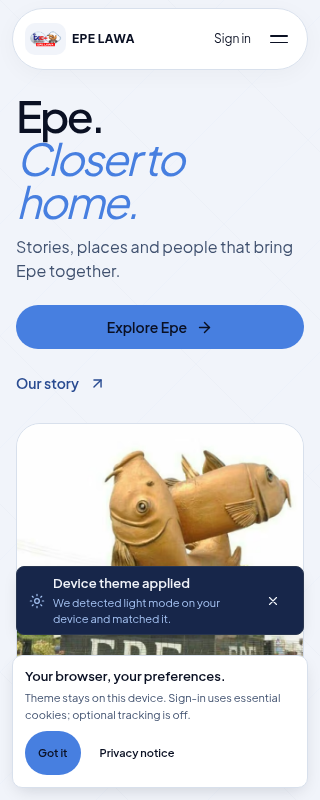 EPE LAWA
Sign in
Epe.
Closer to
home.
Stories, places and people that bring
Epe together.
Explore Epe
Our story
Device theme applied
We detected light mode on your
device and matched it.
EPE
Your browser, your preferences.
Theme stays on this device. Sign-in uses essential
cookies; optional tracking is off.
Got it
Privacy notice